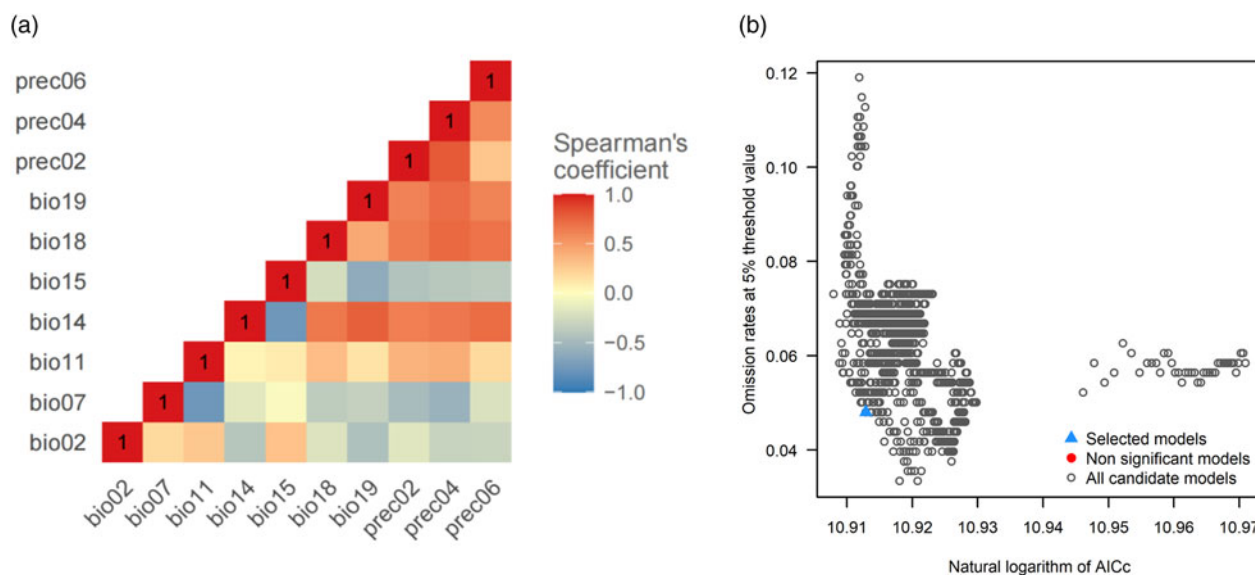 (a)
prec06
prec04
prec02
bio19
bio18
bio15
bio14
bio11
bio07
bio02
1
1
1
1
1
1
1
1
1
1
bio02
bio07
bio11
bio14
bio15
bio18
bio19
prec02
prec04
prec06
Spearman's
coefficient
1.0
0.5
0.0
−0.5
−1.0
(b)
Omission rates at 5% threshold value
0.12
0.10
0.08
0.06
0.04
Selected models
Non significant models
All candidate models
10.91 10.92 10.93 10.94 10.95 10.96 10.97
Natural logarithm of AICc